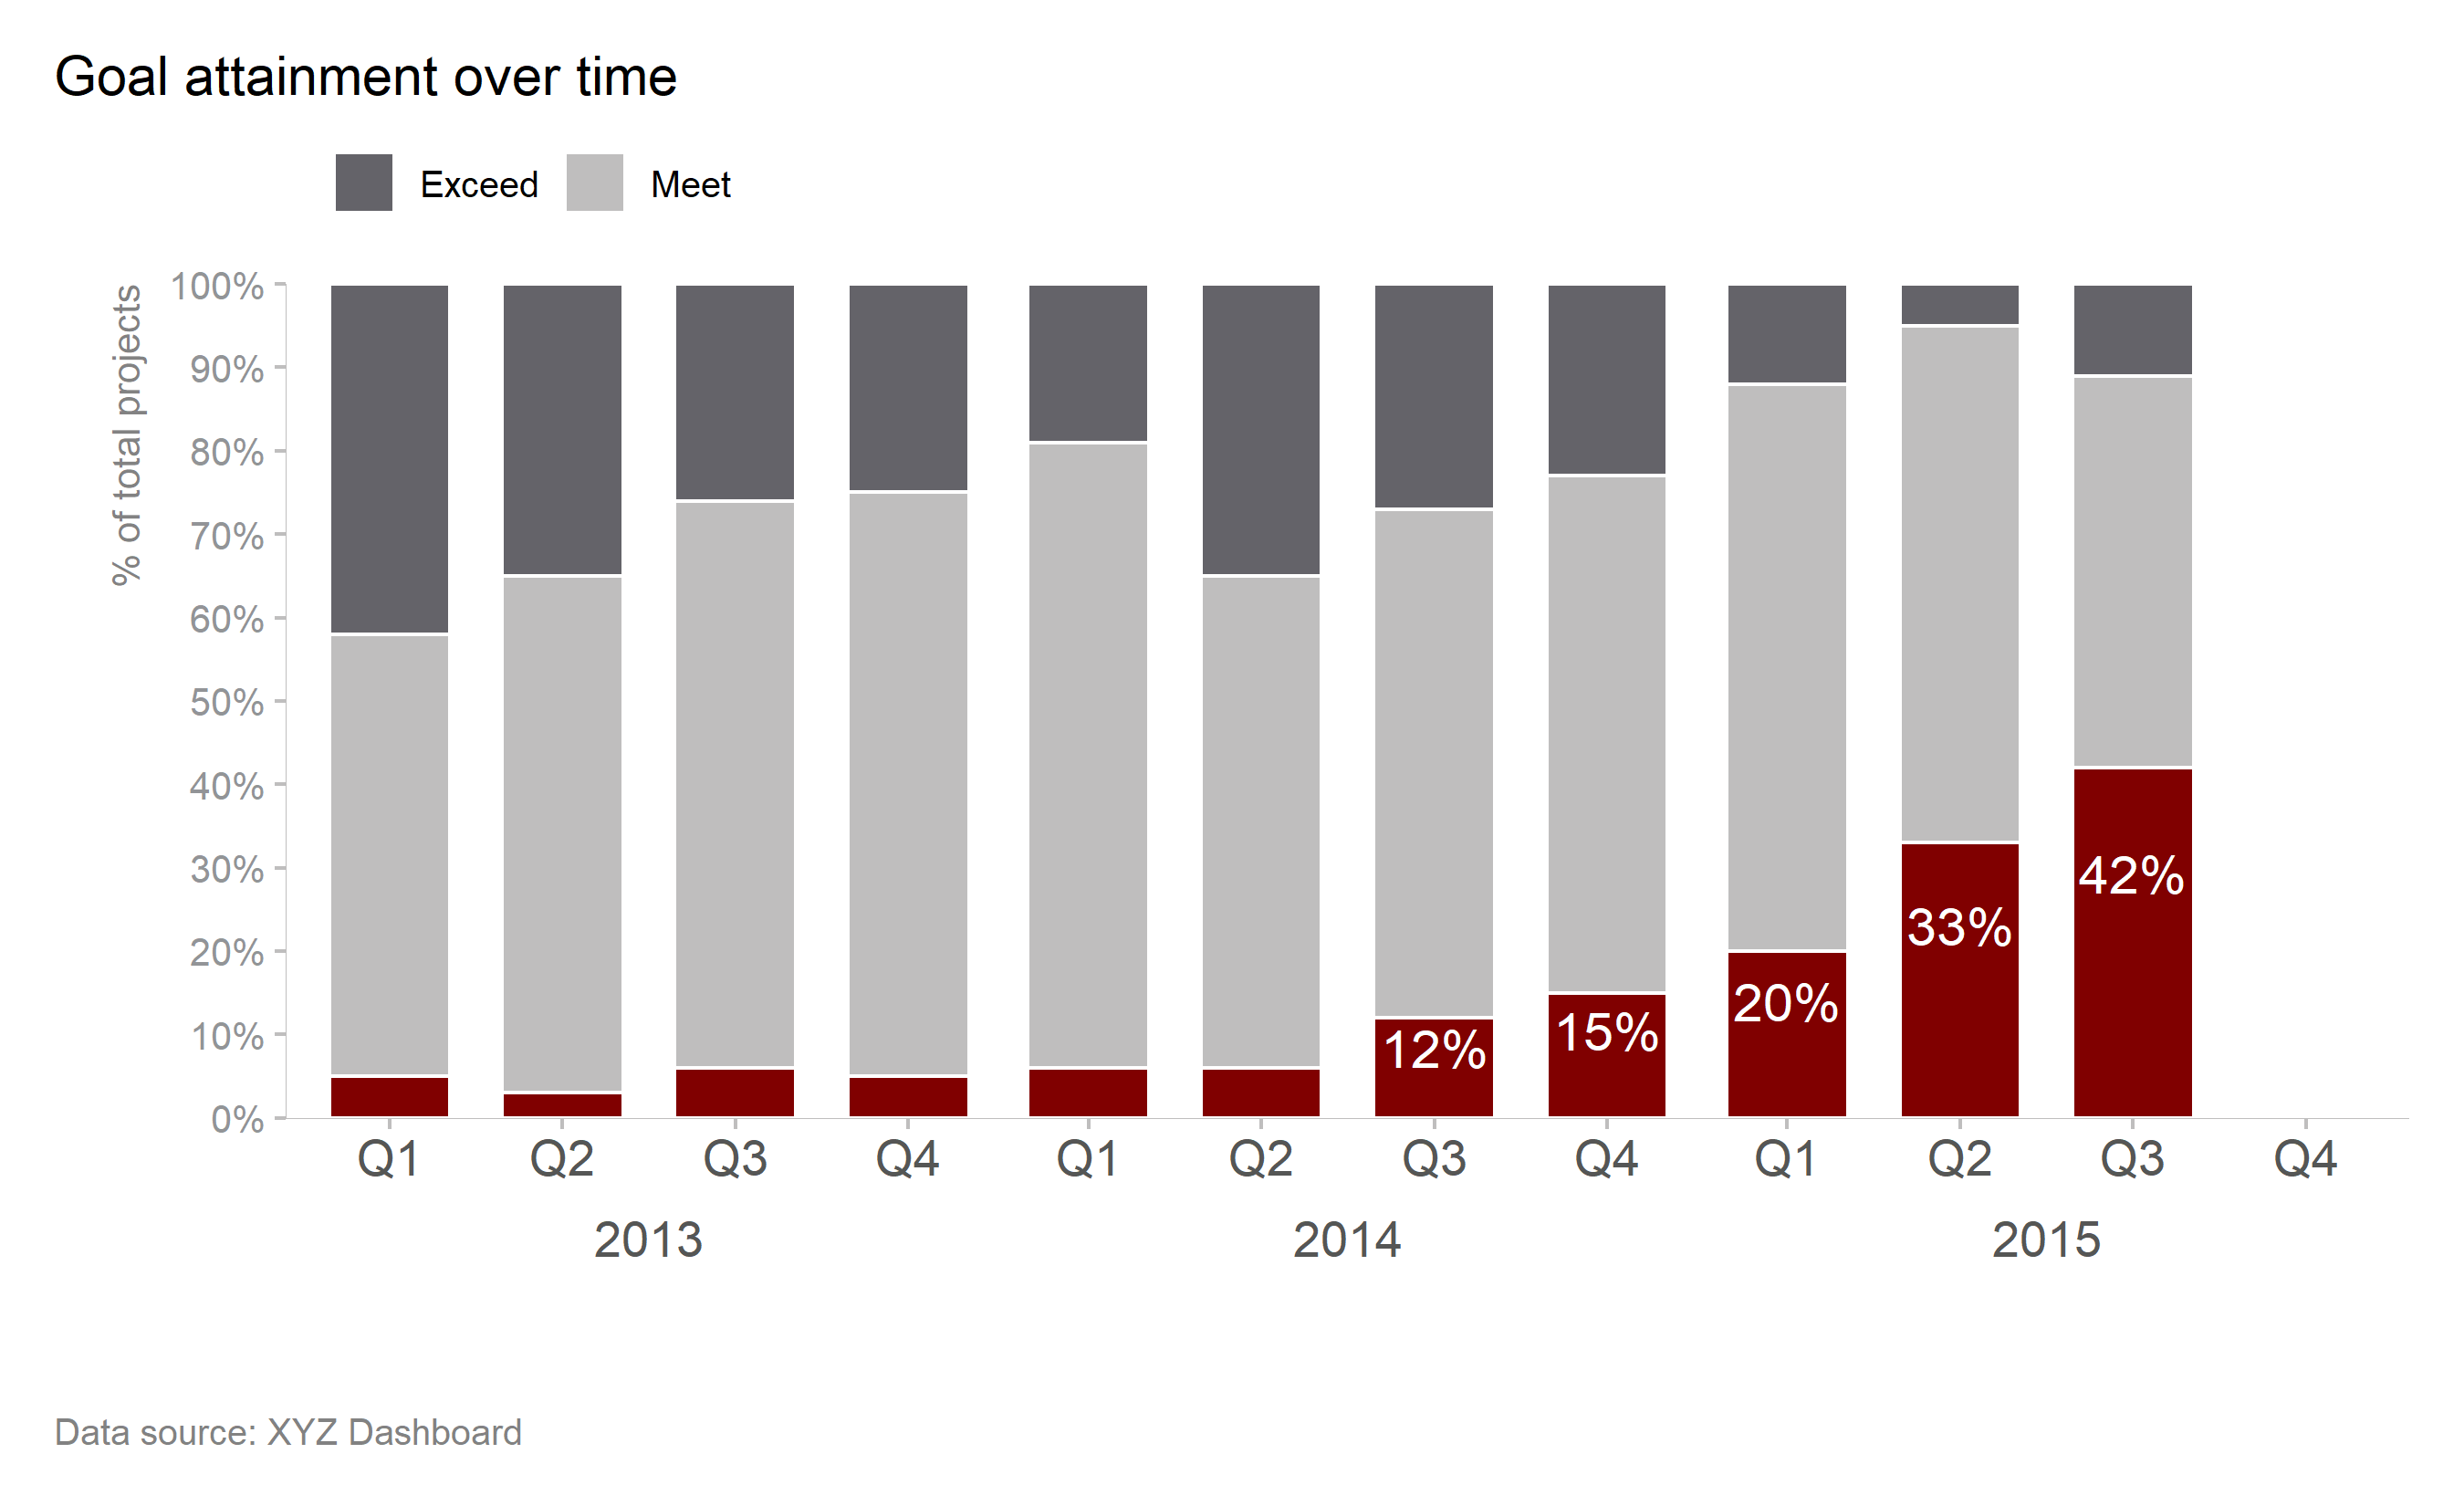 Goal attainment over time
Exceed Meet
% of total projects
100%
90%
80%
70%
60%
50%
40%
30%
20%
10%
0%
12% 15% 20% 33% 42%
Q1 Q2 Q3 Q4 Q1 Q2 Q3 Q4 Q1 Q2 Q3 Q4
2013 2014 2015
Data source: XYZ Dashboard